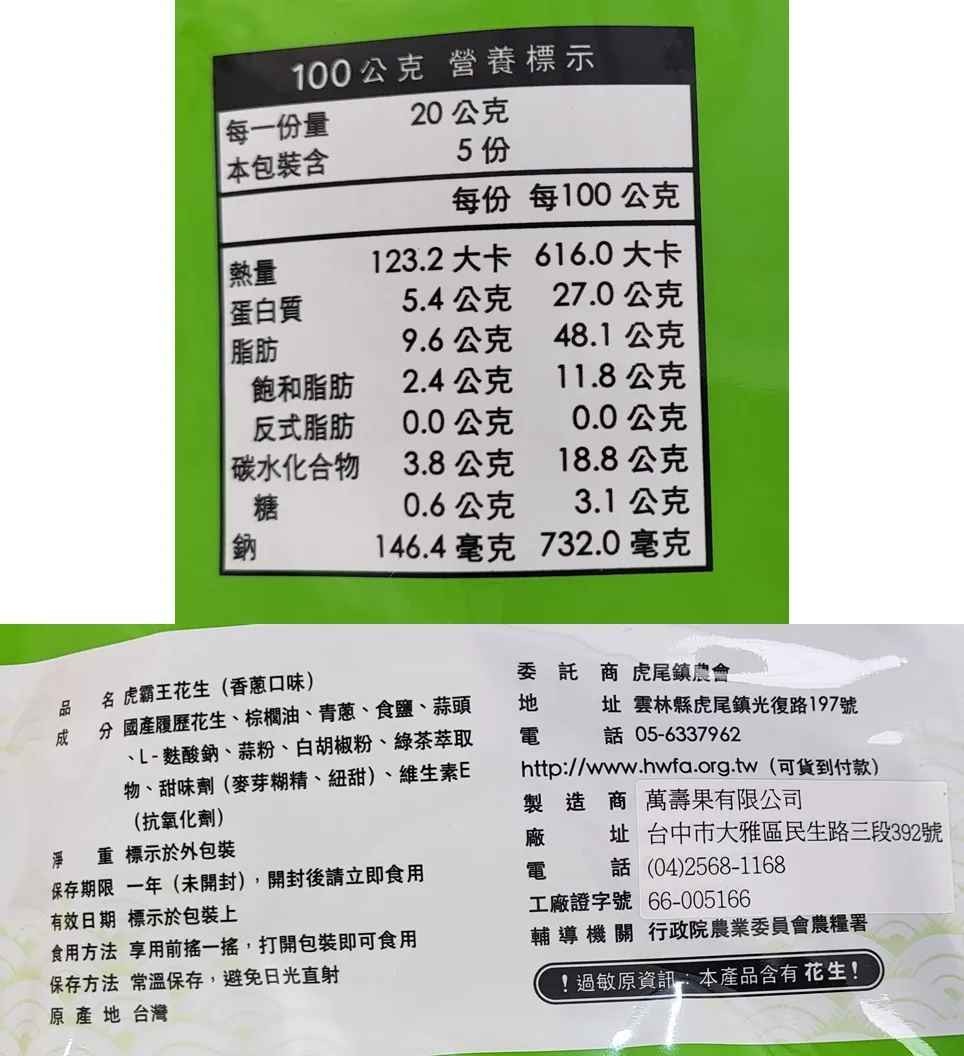 100公克 營養標示
每一份量 20 公克
本包裝含 5 份
每份 每100 公克
熱量 123.2 大卡 616.0 大卡
蛋白質 5.4 公克 27.0 公克
脂肪 9.6 公克 48.1 公克
飽和脂肪 2.4 公克 11.8 公克
反式脂肪 0.0 公克 0.0 公克
碳水化合物 3.8 公克 18.8 公克
糖 0.6 公克 3.1 公克
鈉 146.4 毫克 732.0 毫克
品名 虎霸王花生（香蔥口味）
成分 國產履歷花生、棕櫚油、青蔥、食鹽、蒜頭
、L-麩酸鈉、蒜粉、白胡椒粉、綠茶萃取
物、甜味劑（麥芽糊精、紐甜）、維生素E
（抗氧化劑）
淨重 標示於外包裝
保存期限 一年（未開封），開封後請立即食用
有效日期 標示於包裝上
食用方法 享用前搖一搖，打開包裝即可食用
保存方法 常溫保存，避免日光直射
原產地 台灣
委託商 虎尾鎮農會
地址 雲林縣虎尾鎮光復路197號
電話 05-6337962
http://www.hwfa.org.tw（可貨到付款）
製造商 萬壽果有限公司
廠址 台中市大雅區民生路三段392號
電話 (04)2568-1168
工廠證字號 66-005166
輔導機關 行政院農業委員會農糧署
！過敏原資訊：本產品含有 花生！